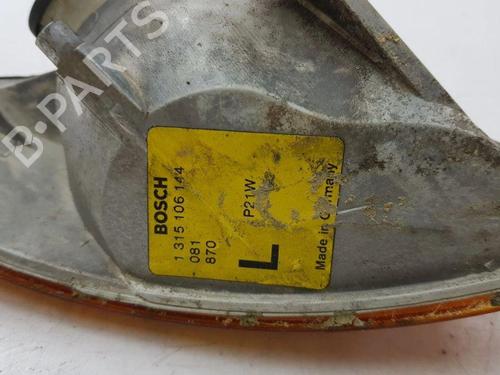 B-PARTS
BOSCH
1 315 106 144
081
870
P21W
L
Made in Germany